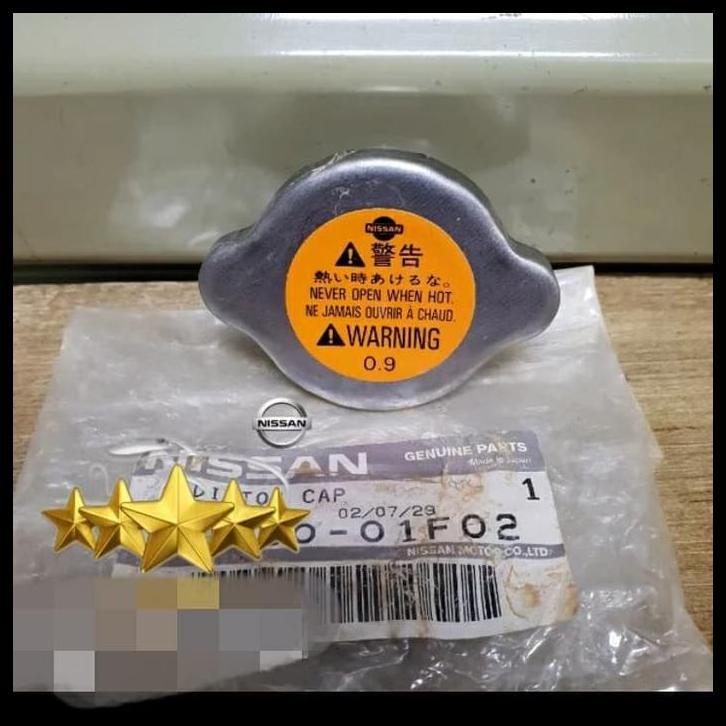 NISSAN
警告
熱い時あけるな。
NEVER OPEN WHEN HOT.
NE JAMAIS OUVRIR À CHAUD.
WARNING
0.9
NISSAN
NISSAN
GENUINE PARTS
Made in Japan
CAP
1
02/07/29
0-01F02
NISSAN MOTOR CO.,LTD